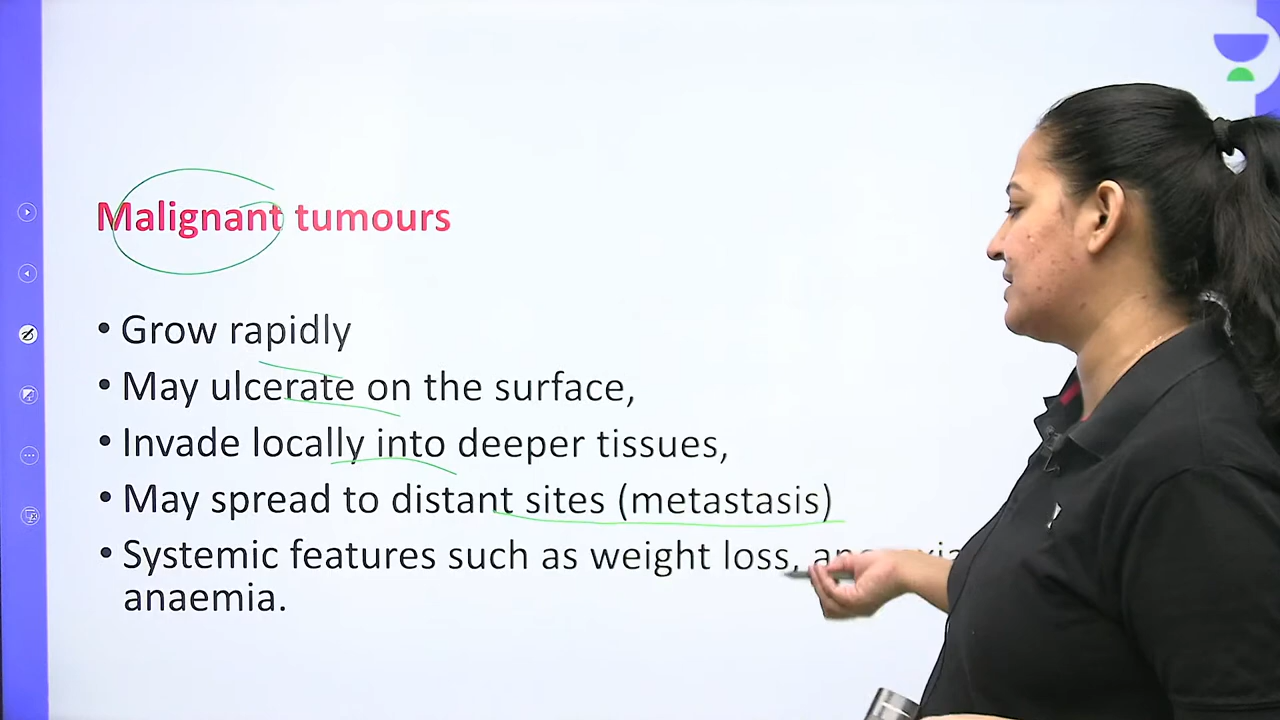 Malignant tumours
• Grow rapidly
• May ulcerate on the surface,
• Invade locally into deeper tissues,
• May spread to distant sites (metastasis)
• Systemic features such as weight loss,
anaemia.